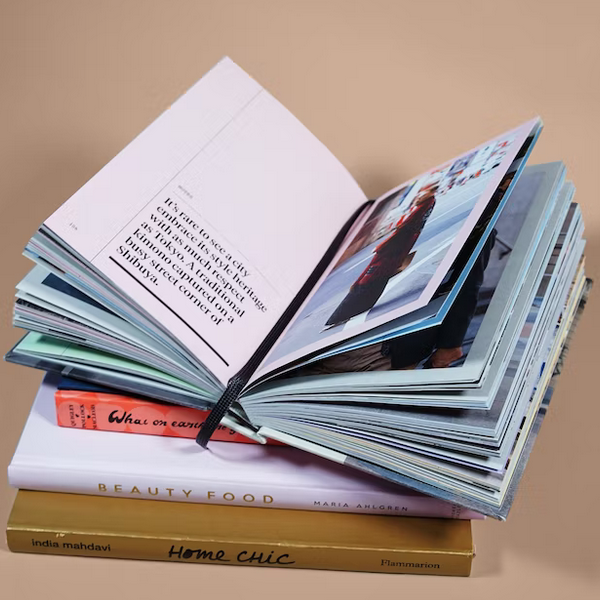 It's rare to see a city
embrace its style heritage
with as much respect
as Tokyo. A traditional
kimono captured on a
busy street corner of
Shibuya.
What on earth
BEAUTY FOOD
MARIA AHLGREN
india mahdavi
HOME CHIC
Flammarion